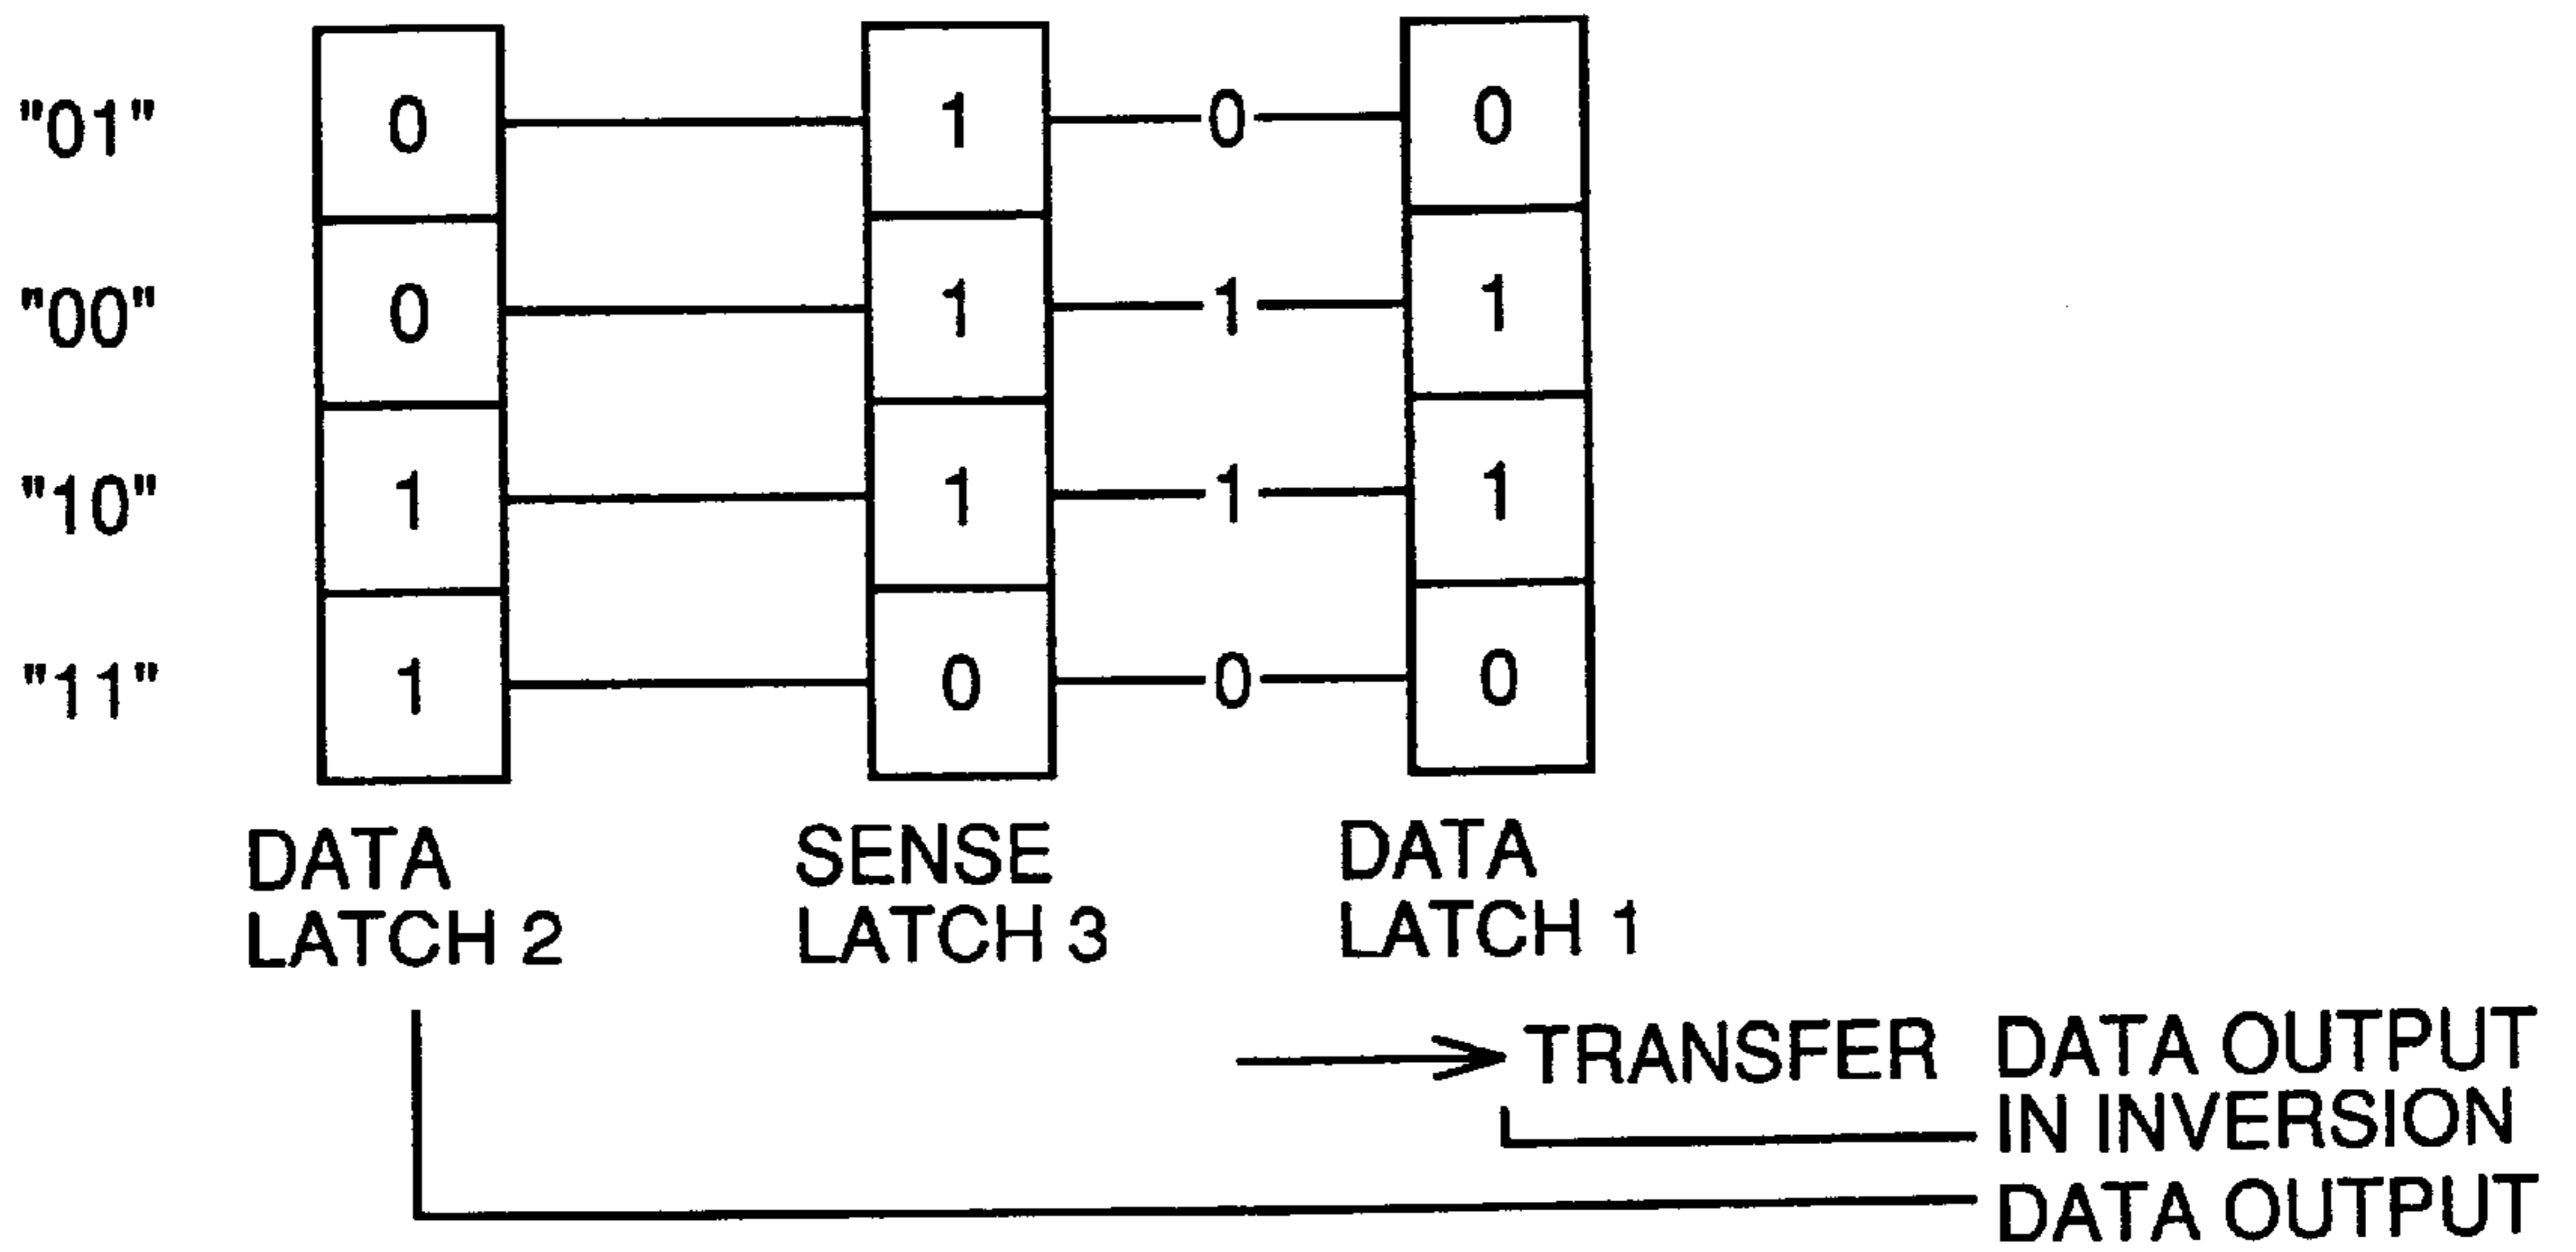 "01" 0 1 0 0
"00" 0 1 1 1
"10" 1 1 1 1
"11" 1 0 0 0
DATA
LATCH 2
SENSE
LATCH 3
DATA
LATCH 1
TRANSFER
DATA OUTPUT
IN INVERSION
DATA OUTPUT